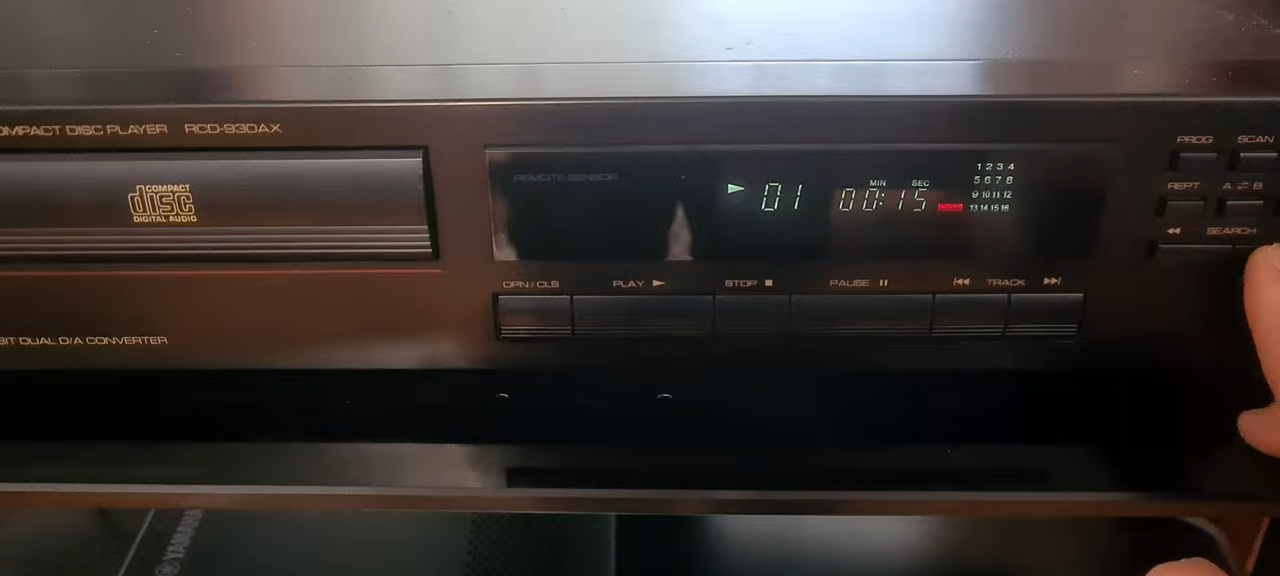 OMPACT DISC PLAYER RCD-930AX
COMPACT
disc
DIGITAL AUDIO
BIT DUAL D/A CONVERTER
REMOTE SENSOR
01
MIN SEC
00:15
1 2 3 4
5 6 7 8
9 10 11 12
13 14 15 16
OPN/CLS PLAY STOP PAUSE TRACK
PROG SCAN
REPT A B
SEARCH
YAMAHA